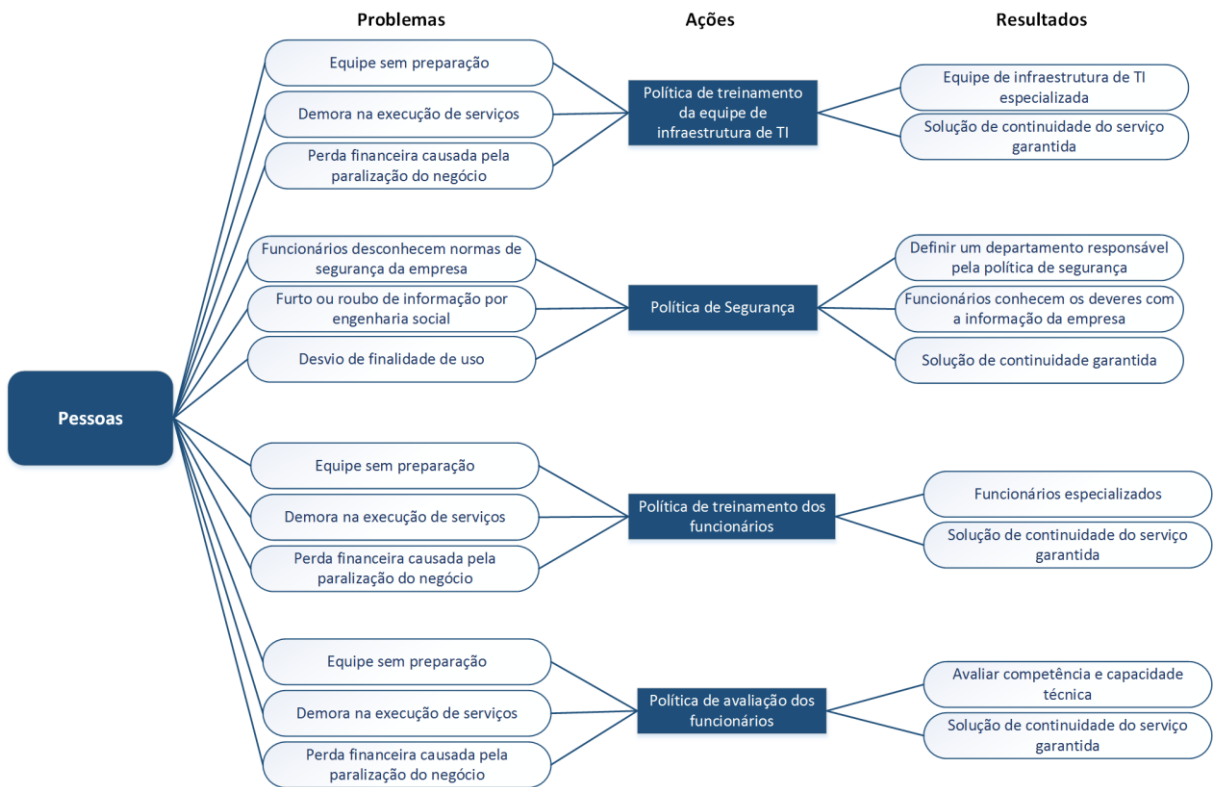 Problemas
Ações
Resultados
Pessoas
Equipe sem preparação
Demora na execução de serviços
Perda financeira causada pela
paralização do negócio
Política de treinamento
da equipe de
infraestrutura de TI
Equipe de infraestrutura de TI
especializada
Solução de continuidade do serviço
garantida
Funcionários desconhecem normas de
segurança da empresa
Furto ou roubo de informação por
engenharia social
Desvio de finalidade de uso
Política de Segurança
Definir um departamento responsável
pela política de segurança
Funcionários conhecem os deveres com
a informação da empresa
Solução de continuidade garantida
Equipe sem preparação
Demora na execução de serviços
Perda financeira causada pela
paralização do negócio
Política de treinamento dos
funcionários
Funcionários especializados
Solução de continuidade do serviço
garantida
Equipe sem preparação
Demora na execução de serviços
Perda financeira causada pela
paralização do negócio
Política de avaliação dos
funcionários
Avaliar competência e capacidade
técnica
Solução de continuidade do serviço
garantida